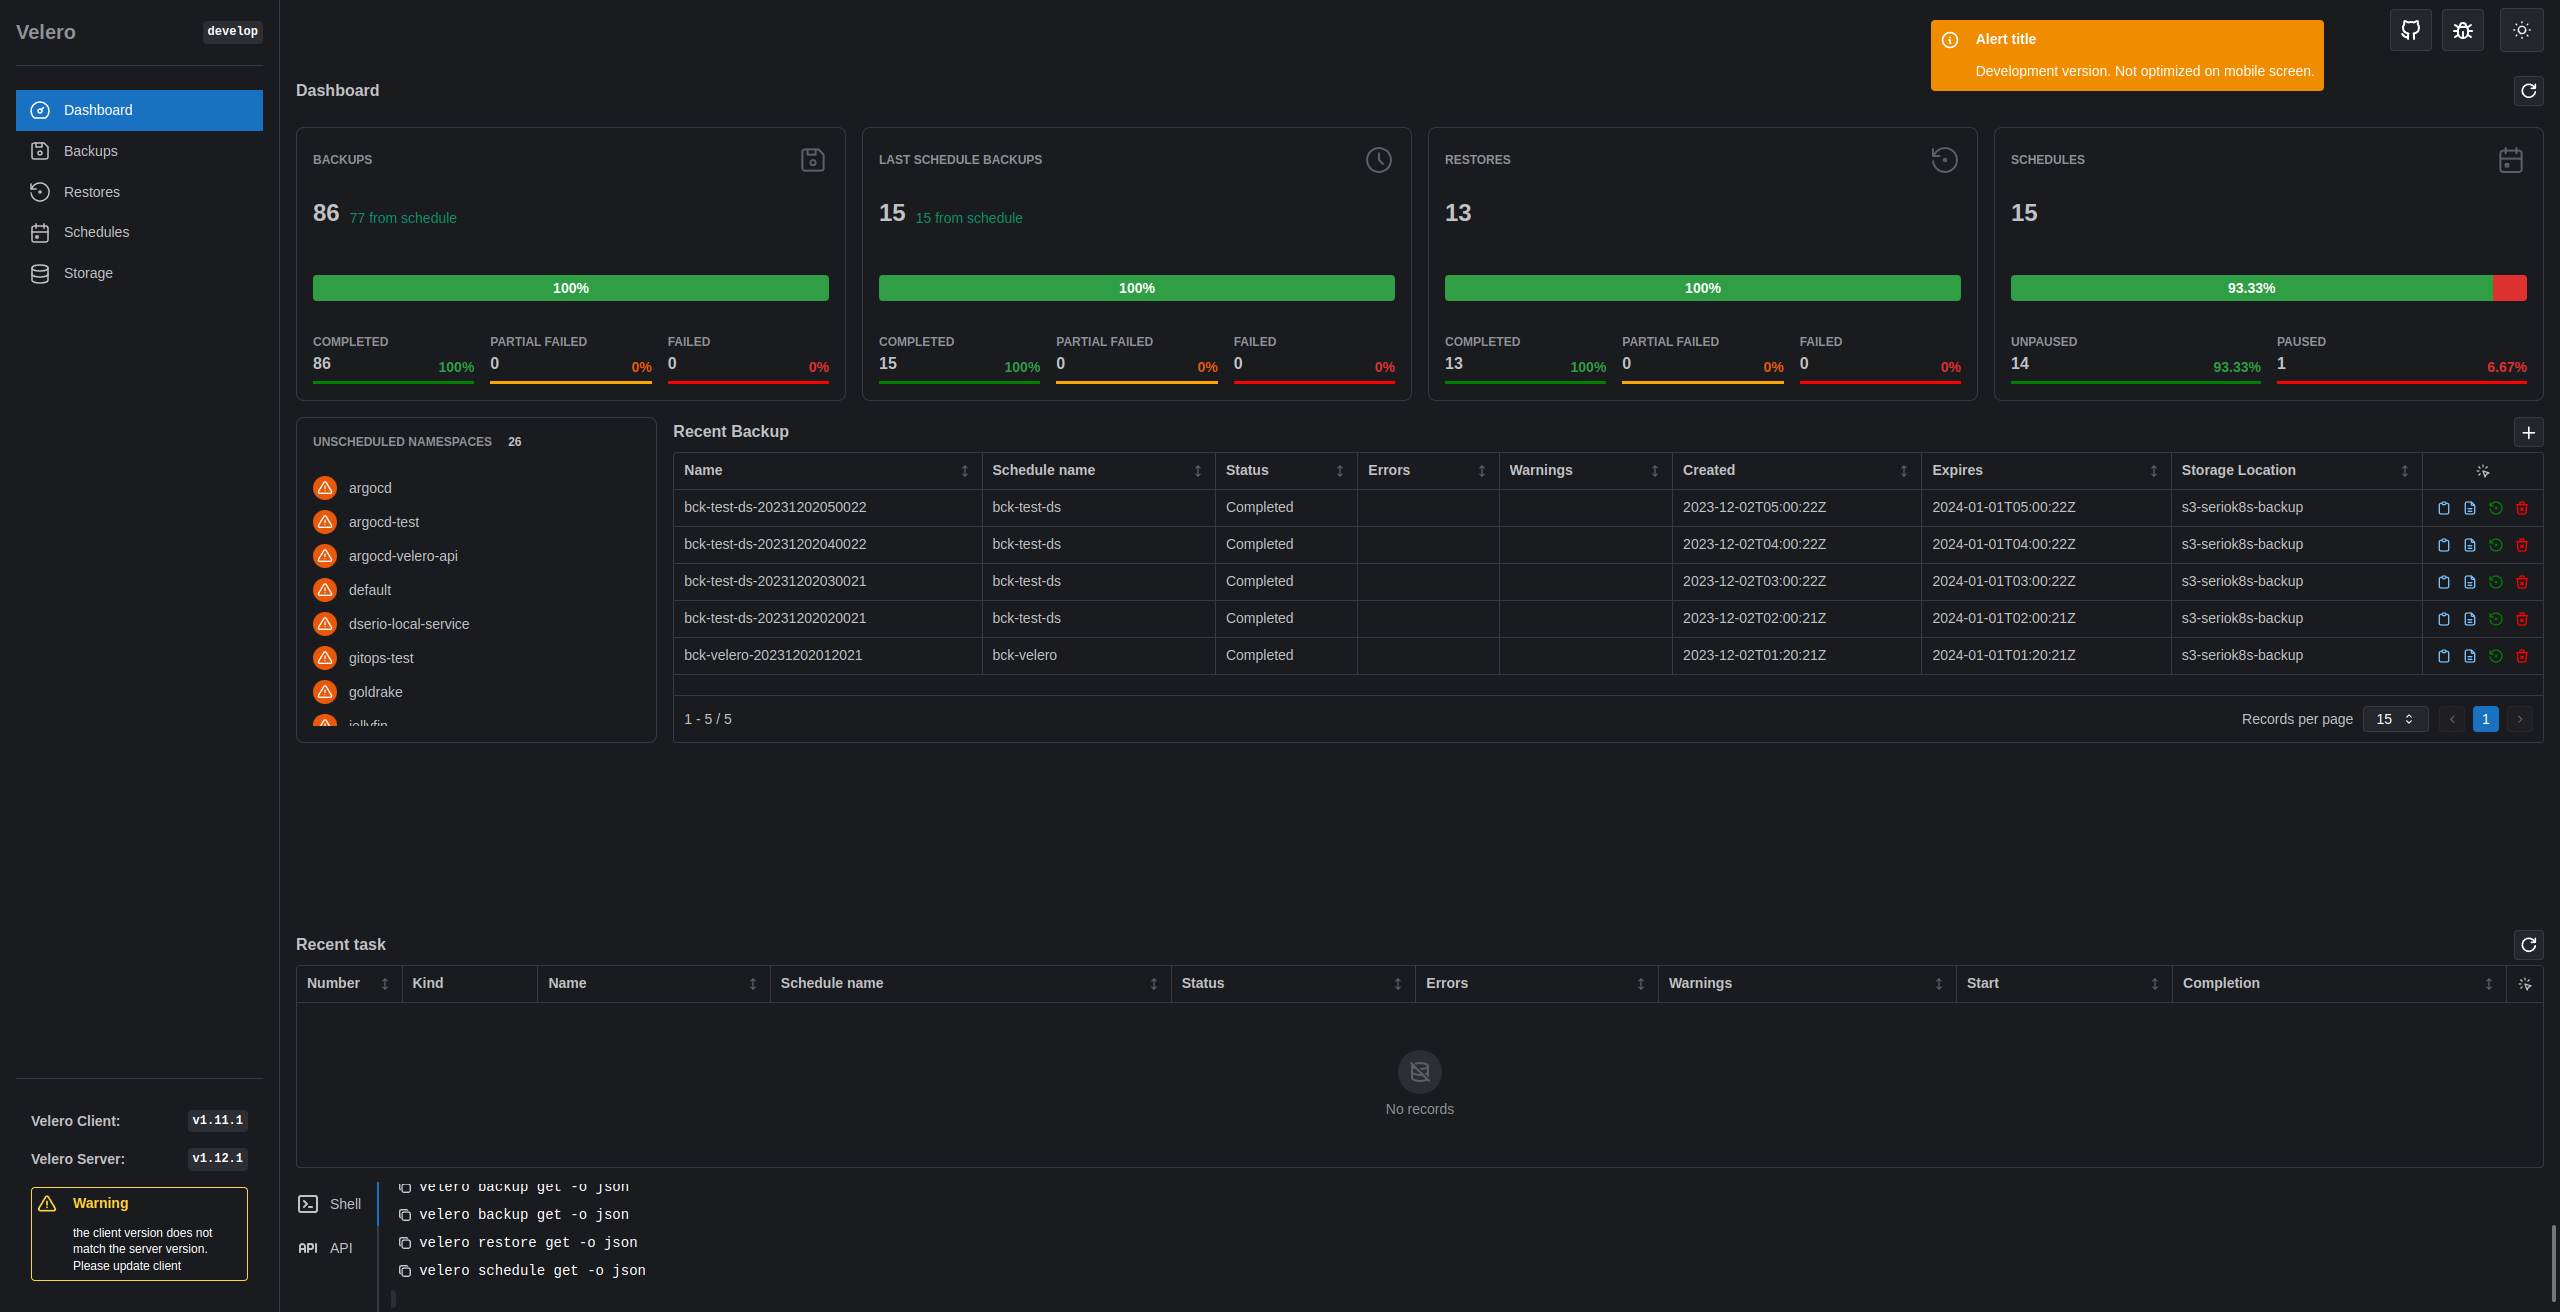 Velero
develop
Dashboard
Backups
Restores
Schedules
Storage
Velero Client:
v1.11.1
Velero Server:
v1.12.1
Warning
the client version does not
match the server version.
Please update client
Alert title
Development version. Not optimized on mobile screen.
Dashboard
BACKUPS
86 77 from schedule
100%
COMPLETED PARTIAL FAILED FAILED
86 100% 0 0% 0 0%
LAST SCHEDULE BACKUPS
15 15 from schedule
100%
COMPLETED PARTIAL FAILED FAILED
15 100% 0 0% 0 0%
RESTORES
13
100%
COMPLETED PARTIAL FAILED FAILED
13 100% 0 0% 0 0%
SCHEDULES
15
93.33%
UNPAUSED PAUSED
14 93.33% 1 6.67%
UNSCHEDULED NAMESPACES 26
argocd
argocd-test
argocd-velero-api
default
dserio-local-service
gitops-test
goldrake
jellyfin
Recent Backup
Name Schedule name Status Errors Warnings Created Expires Storage Location
bck-test-ds-20231202050022 bck-test-ds Completed 2023-12-02T05:00:22Z 2024-01-01T05:00:22Z s3-seriok8s-backup
bck-test-ds-20231202040022 bck-test-ds Completed 2023-12-02T04:00:22Z 2024-01-01T04:00:22Z s3-seriok8s-backup
bck-test-ds-20231202030021 bck-test-ds Completed 2023-12-02T03:00:22Z 2024-01-01T03:00:22Z s3-seriok8s-backup
bck-test-ds-20231202020021 bck-test-ds Completed 2023-12-02T02:00:21Z 2024-01-01T02:00:21Z s3-seriok8s-backup
bck-velero-20231202012021 bck-velero Completed 2023-12-02T01:20:21Z 2024-01-01T01:20:21Z s3-seriok8s-backup
1 - 5 / 5
Records per page 15 1
Recent task
Number Kind Name Schedule name Status Errors Warnings Start Completion
No records
Shell
API API
velero backup get -o json
velero backup get -o json
velero restore get -o json
velero schedule get -o json